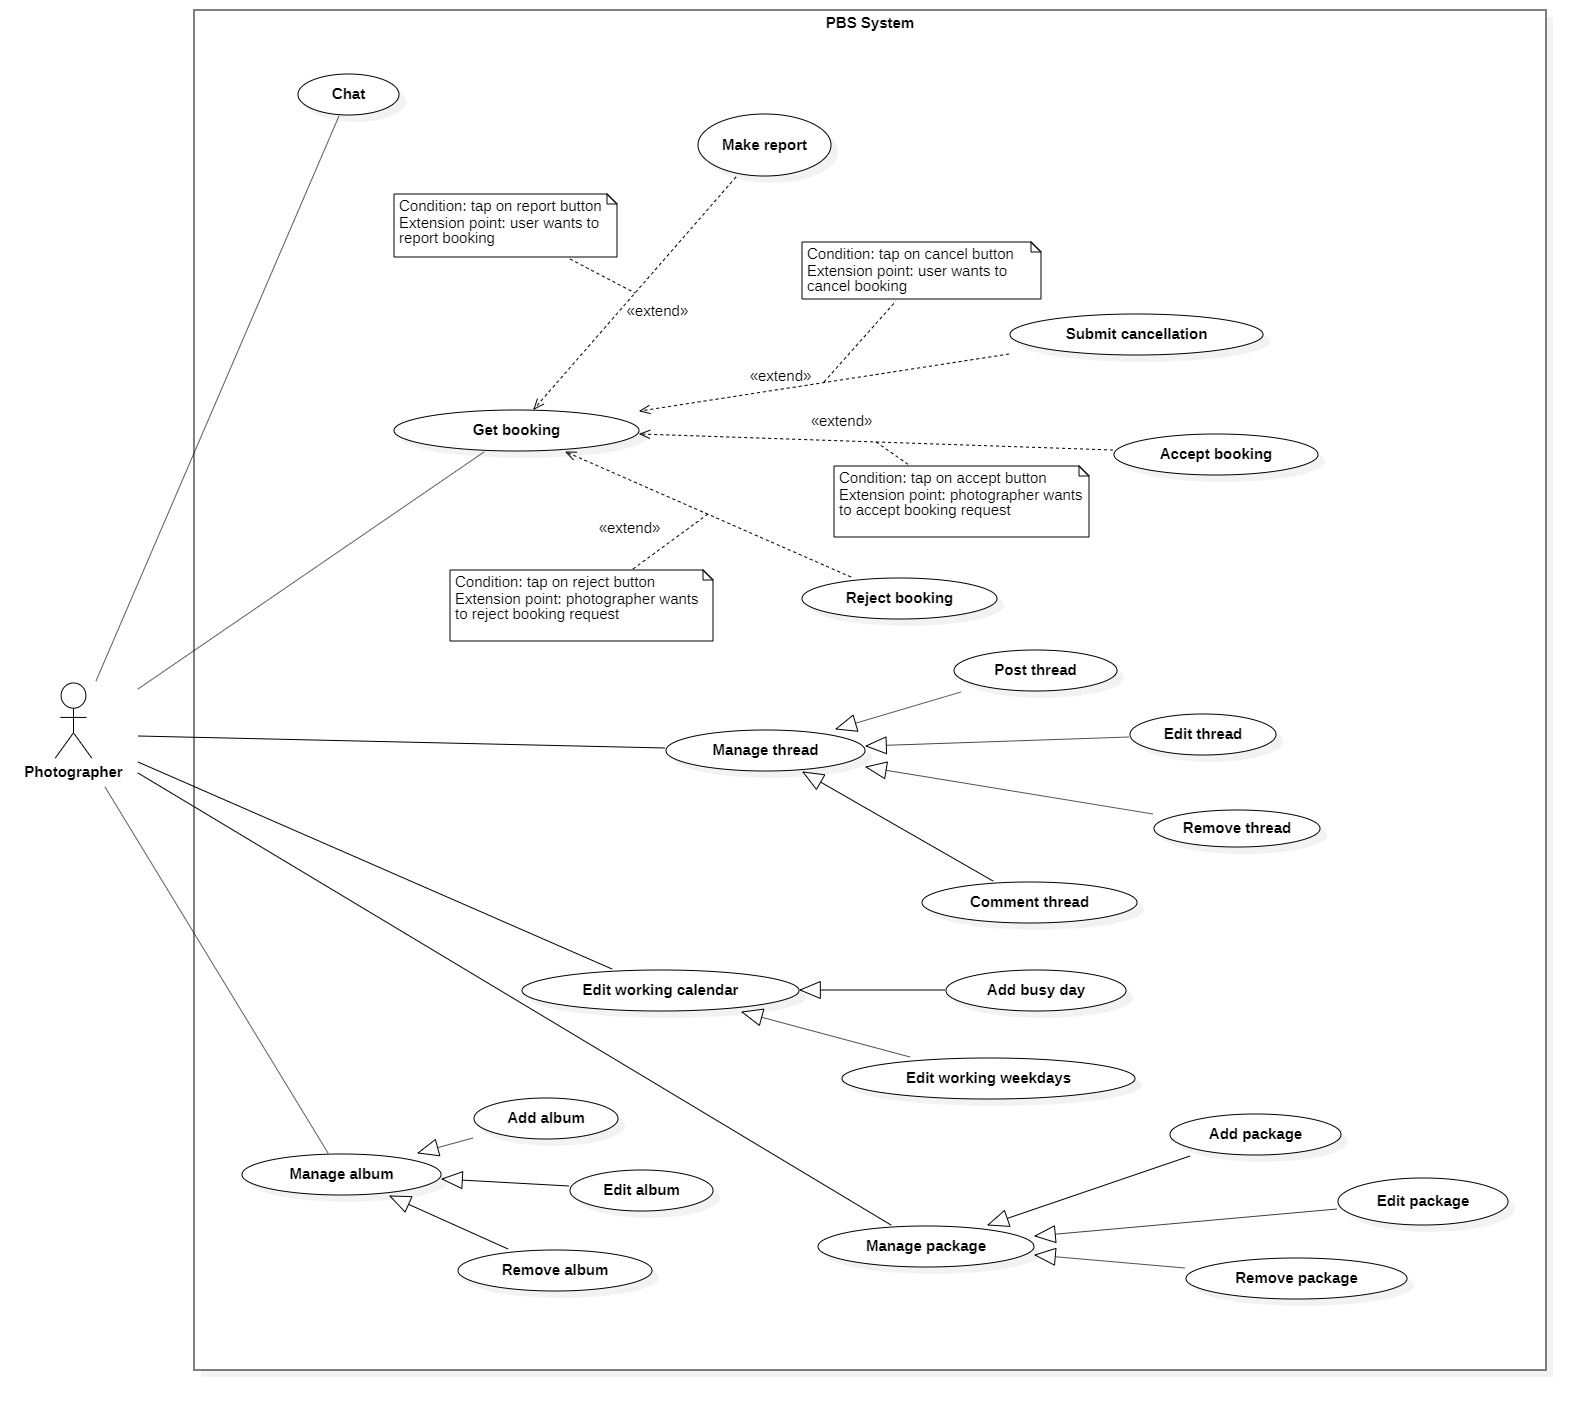 PBS System
Chat
Make report
Condition: tap on report button
Extension point: user wants to
report booking
Condition: tap on cancel button
Extension point: user wants to
cancel booking
«extend»
Submit cancellation
«extend»
«extend»
Get booking
Accept booking
Condition: tap on accept button
Extension point: photographer wants
to accept booking request
«extend»
Condition: tap on reject button
Extension point: photographer wants
to reject booking request
Reject booking
Post thread
Edit thread
Manage thread
Photographer
Remove thread
Comment thread
Edit working calendar
Add busy day
Edit working weekdays
Add album
Add package
Manage album
Edit album
Edit package
Manage package
Remove album
Remove package